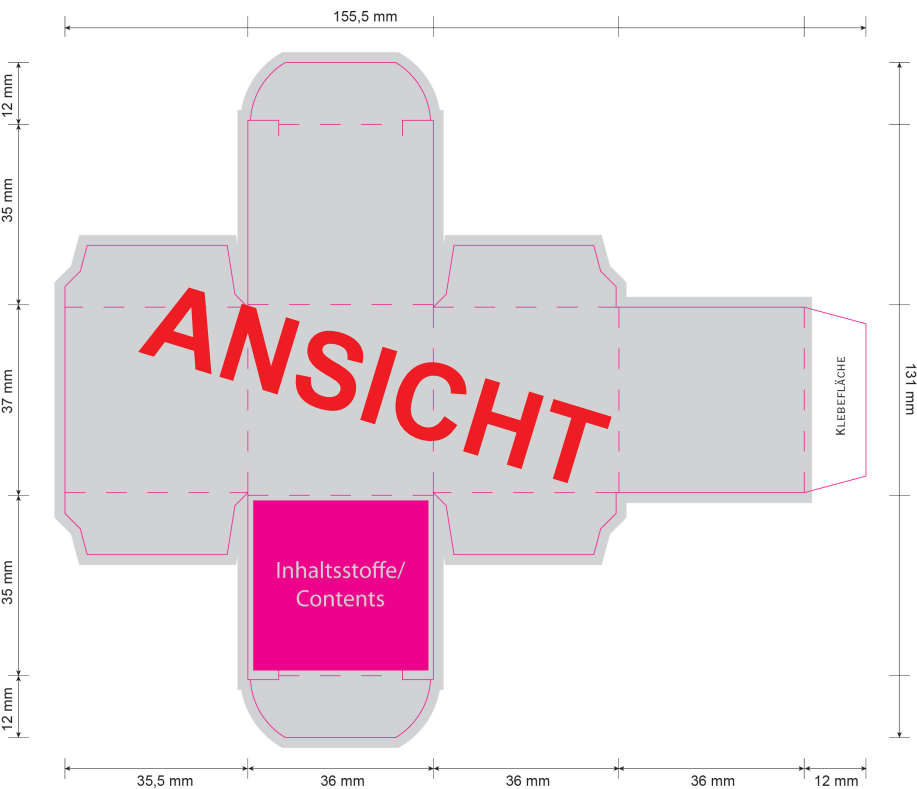 155,5 mm
12 mm
35 mm
37 mm
35 mm
12 mm
131 mm
ANSICHT
KLEBEFLÄCHE
Inhaltsstoffe/
Contents
35,5 mm
36 mm
36 mm
36 mm
12 mm